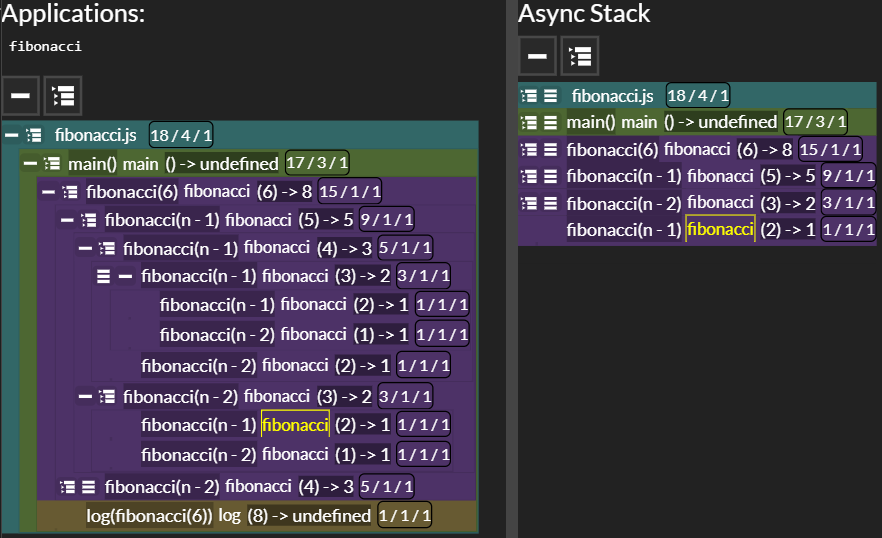 Applications:
fibonacci
fibonacci.js 18 / 4 / 1
main() main () -> undefined 17 / 3 / 1
fibonacci(6) fibonacci (6) -> 8 15 / 1 / 1
fibonacci(n - 1) fibonacci (5) -> 5 9 / 1 / 1
fibonacci(n - 1) fibonacci (4) -> 3 5 / 1 / 1
fibonacci(n - 1) fibonacci (3) -> 2 3 / 1 / 1
fibonacci(n - 1) fibonacci (2) -> 1 1 / 1 / 1
fibonacci(n - 2) fibonacci (1) -> 1 1 / 1 / 1
fibonacci(n - 2) fibonacci (2) -> 1 1 / 1 / 1
fibonacci(n - 2) fibonacci (3) -> 2 3 / 1 / 1
fibonacci(n - 1) fibonacci (2) -> 1 1 / 1 / 1
fibonacci(n - 2) fibonacci (1) -> 1 1 / 1 / 1
fibonacci(n - 2) fibonacci (4) -> 3 5 / 1 / 1
log(fibonacci(6)) log (8) -> undefined 1 / 1 / 1
Async Stack
fibonacci.js 18 / 4 / 1
main() main () -> undefined 17 / 3 / 1
fibonacci(6) fibonacci (6) -> 8 15 / 1 / 1
fibonacci(n - 1) fibonacci (5) -> 5 9 / 1 / 1
fibonacci(n - 2) fibonacci (3) -> 2 3 / 1 / 1
fibonacci(n - 1) fibonacci (2) -> 1 1 / 1 / 1